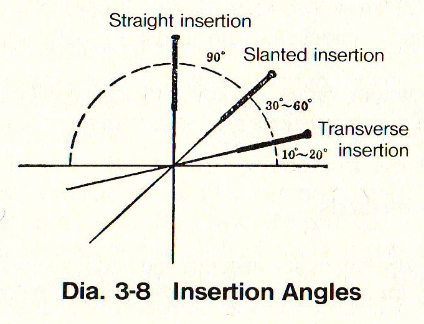 Straight insertion
90°
Slanted insertion
30°~60°
Transverse
insertion
10°~20°
Dia. 3-8 Insertion Angles